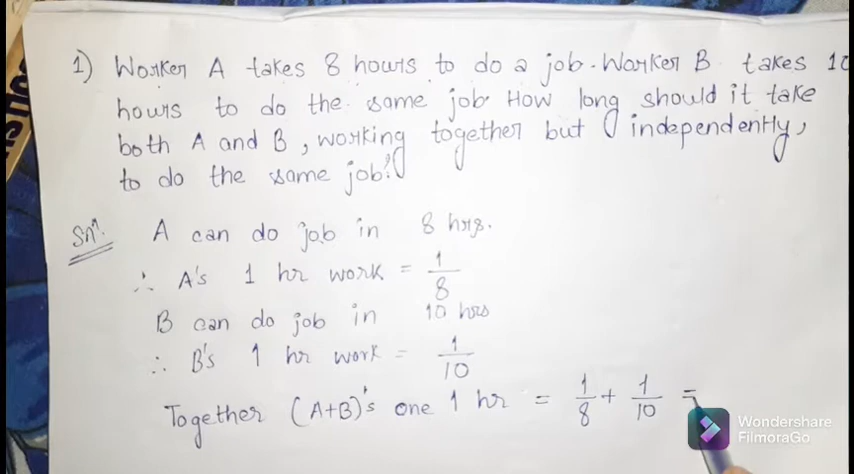 1) Worker A takes 8 hours to do a job. Worker B takes 10
hours to do the same job. How long should it take
both A and B, working together but independently,
to do the same job?
Solⁿ. A can do job in 8 hrs.
∴ A's 1 hr work = 1/8
B can do job in 10 hrs
∴ B's 1 hr work = 1/10
Together (A+B)'s one 1 hr = 1/8 + 1/10 =
Wondershare
FilmoraGo